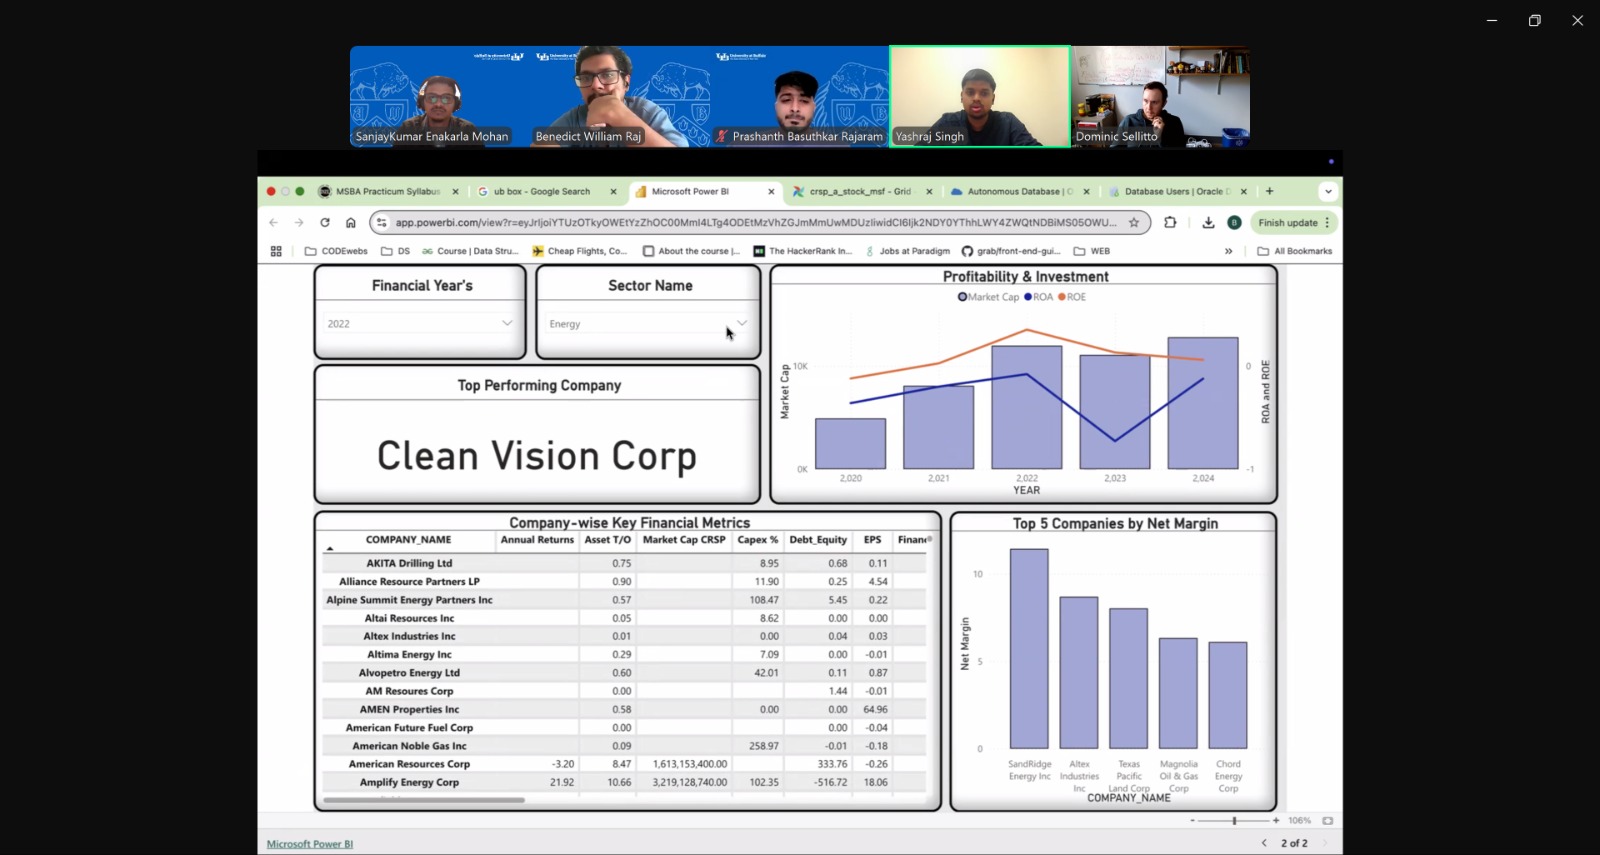 University at Buffalo
University at Buffalo
SanjayKumar Enakarla Mohan
Benedict William Raj
Prashanth Basuthkar Rajaram
Yashraj Singh
Dominic Sellitto
MSBA Practicum Syllabus
ub box - Google Search
Microsoft Power BI
crsp_a_stock_msf - Grid
Autonomous Database | O
Database Users | Oracle D
Finish update
CODEwebs
DS
Course | Data Stru...
Cheap Flights, Co...
About the course |...
The HackerRank In...
Jobs at Paradigm
grab/front-end-gui...
WEB
»
All Bookmarks
Financial Year's
2022
Sector Name
Energy
Top Performing Company
Clean Vision Corp
Profitability & Investment
Market Cap ROA ROE
Market Cap
10K
0K
0
-1
ROA and ROE
2,020 2,021 2,022 2,023 2,024
YEAR
Company-wise Key Financial Metrics
COMPANY_NAME Annual Returns Asset T/O Market Cap CRSP Capex % Debt_Equity EPS Financ
AKITA Drilling Ltd 0.75 8.95 0.68 0.11
Alliance Resource Partners LP 0.90 11.90 0.25 4.54
Alpine Summit Energy Partners Inc 0.57 108.47 5.45 0.22
Altai Resources Inc 0.05 8.62 0.00 0.00
Altex Industries Inc 0.01 0.00 0.04 0.03
Altima Energy Inc 0.29 7.09 0.00 -0.01
Alvopetro Energy Ltd 0.60 42.01 0.11 0.87
AM Resoures Corp 0.00 1.44 -0.01
AMEN Properties Inc 0.58 0.00 0.00 64.96
American Future Fuel Corp 0.00 0.00 -0.04
American Noble Gas Inc 0.09 258.97 -0.01 -0.18
American Resources Corp -3.20 8.47 1,613,153,400.00 333.76 -0.26
Amplify Energy Corp 21.92 10.66 3,219,128,740.00 102.35 -516.72 18.06
Top 5 Companies by Net Margin
Net Margin
10
5
0
SandRidge Energy Inc
Altex Industries Inc
Texas Pacific Land Corp
Magnolia Oil & Gas Corp
Chord Energy Corp
COMPANY_NAME
- + 106%
Microsoft Power BI
2 of 2